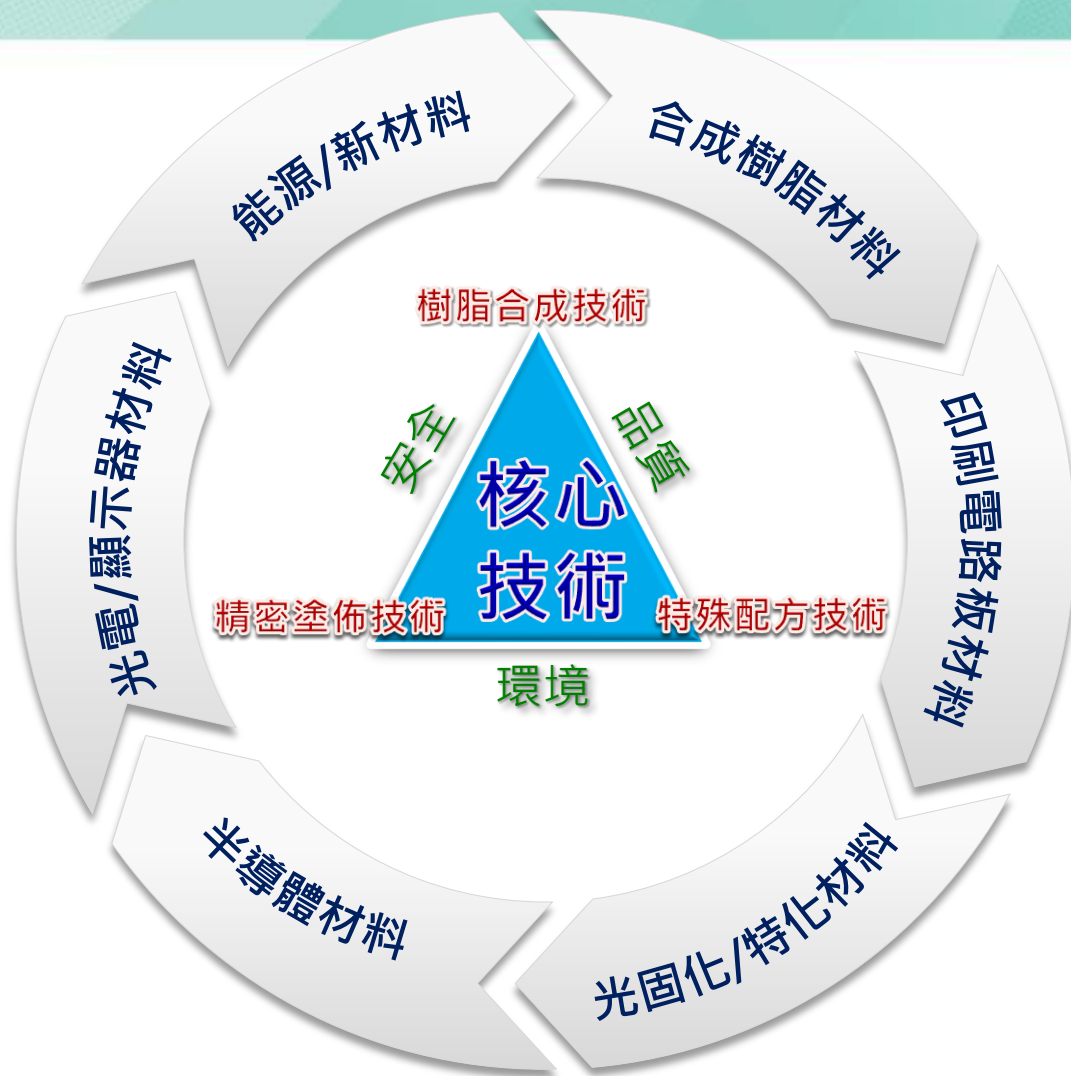 能源/新材料
合成樹脂材料
印刷電路板材料
光固化/特化材料
半導體材料
光電/顯示器材料
樹脂合成技術
安全
品質
核心
技術
精密塗佈技術
特殊配方技術
環境